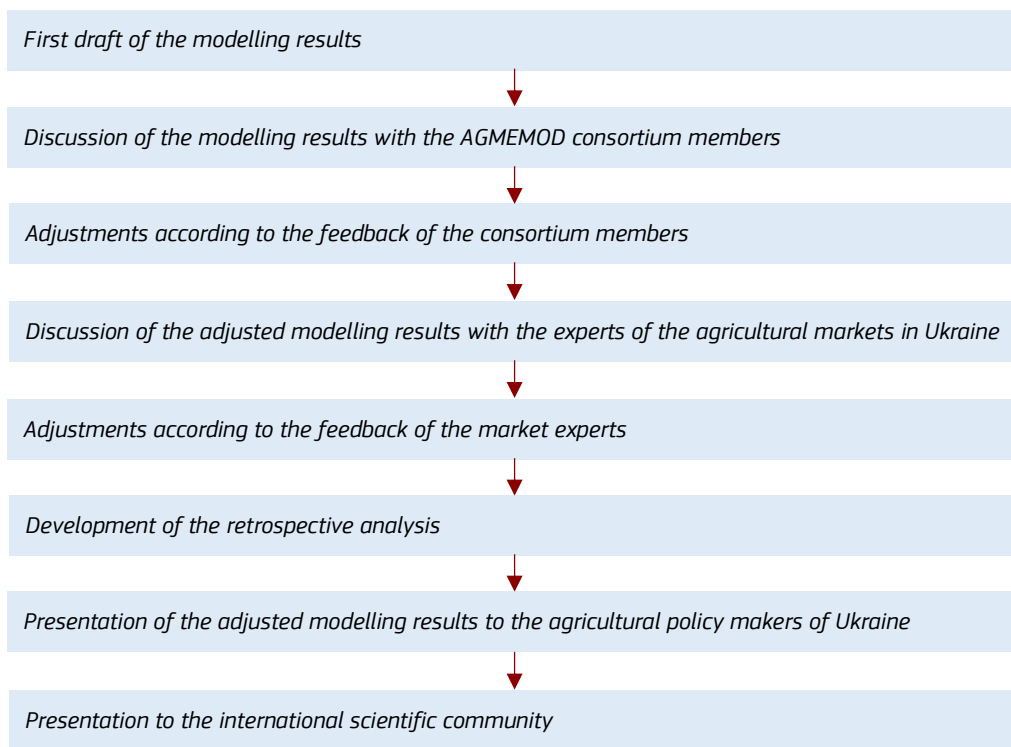 First draft of the modelling results
Discussion of the modelling results with the AGMEMOD consortium members
Adjustments according to the feedback of the consortium members
Discussion of the adjusted modelling results with the experts of the agricultural markets in Ukraine
Adjustments according to the feedback of the market experts
Development of the retrospective analysis
Presentation of the adjusted modelling results to the agricultural policy makers of Ukraine
Presentation to the international scientific community